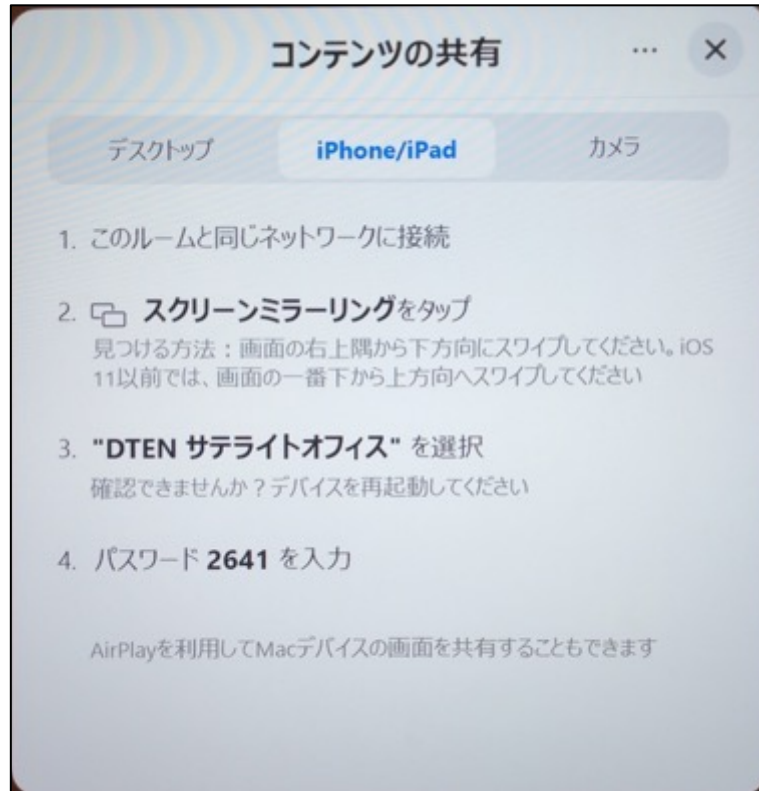 コンテンツの共有 … ×
デスクトップ iPhone/iPad カメラ
1. このルームと同じネットワークに接続
2. スクリーンミラーリングをタップ
見つける方法：画面の右上隅から下方向にスワイプしてください。iOS
11以前では、画面の一番下から上方向へスワイプしてください
3. "DTEN サテライトオフィス" を選択
確認できませんか？デバイスを再起動してください
4. パスワード 2641 を入力
AirPlayを利用してMacデバイスの画面を共有することもできます